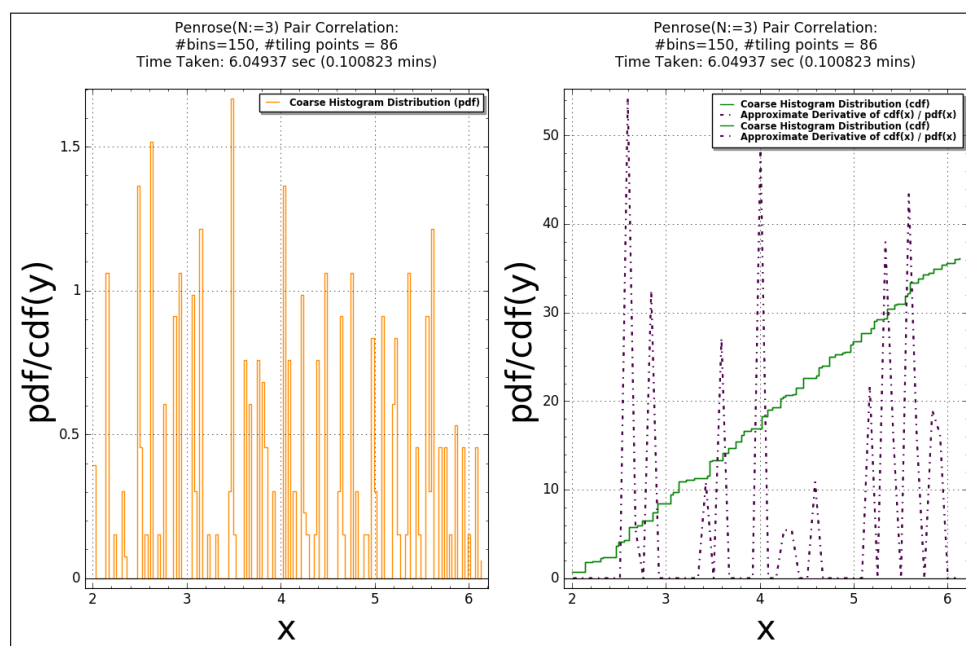 Penrose(N:=3) Pair Correlation:
#bins=150, #tiling points = 86
Time Taken: 6.04937 sec (0.100823 mins)
Coarse Histogram Distribution (pdf)
1.5
1
0.5
0
2
3
4
5
6
pdf/cdf(y)
x
Penrose(N:=3) Pair Correlation:
#bins=150, #tiling points = 86
Time Taken: 6.04937 sec (0.100823 mins)
Coarse Histogram Distribution (cdf)
Approximate Derivative of cdf(x) / pdf(x)
Coarse Histogram Distribution (cdf)
Approximate Derivative of cdf(x) / pdf(x)
50
40
30
20
10
0
2
3
4
5
6
pdf/cdf(y)
x